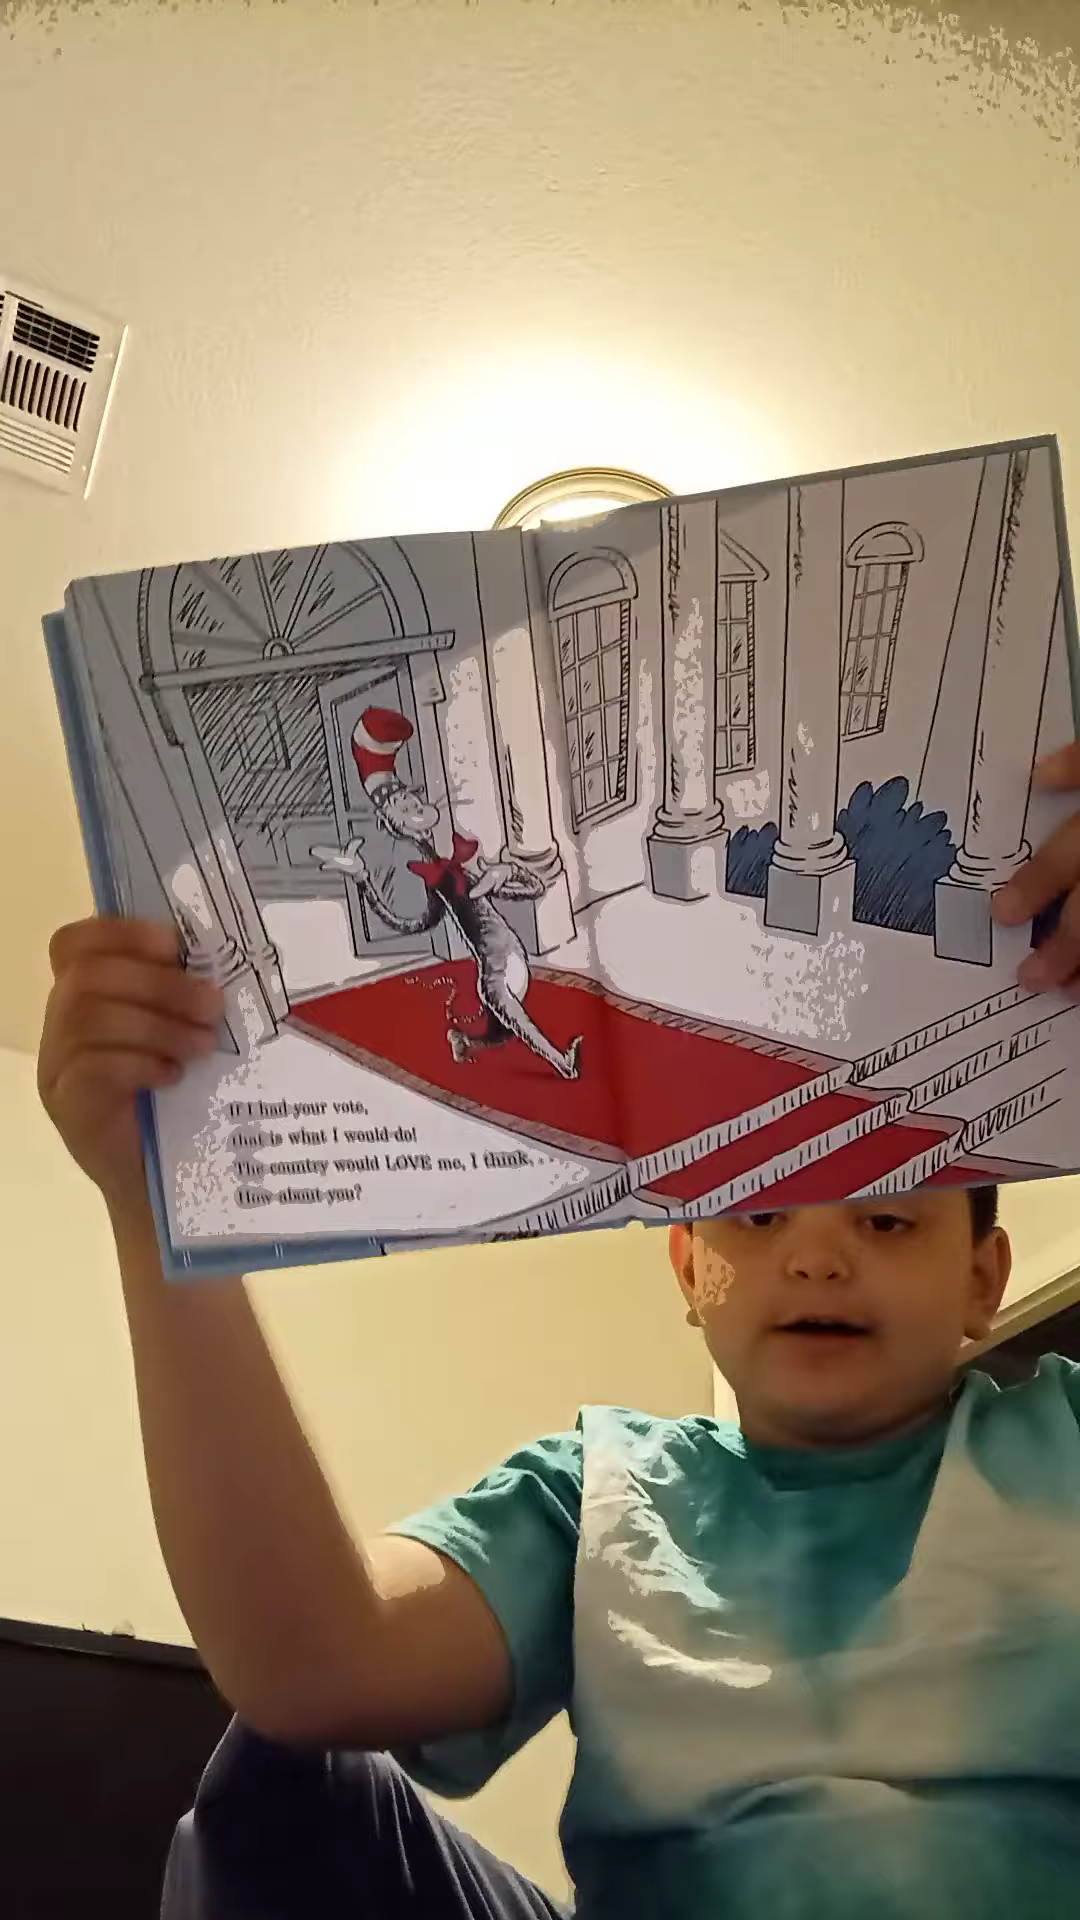 If I had your vote,
that is what I would do!
The country would LOVE me, I think.
How about you?